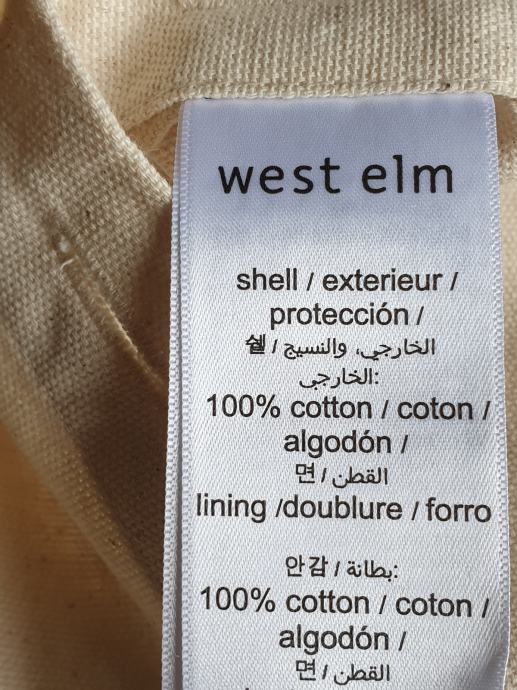 west elm
shell / exterieur /
protección /
쉘 / الخارجي، والنسيج
الخارجي:
100% cotton / coton /
algodón /
면 / القطن
lining /doublure / forro
안감 / بطانة:
100% cotton / coton /
algodón /
면 / القطن